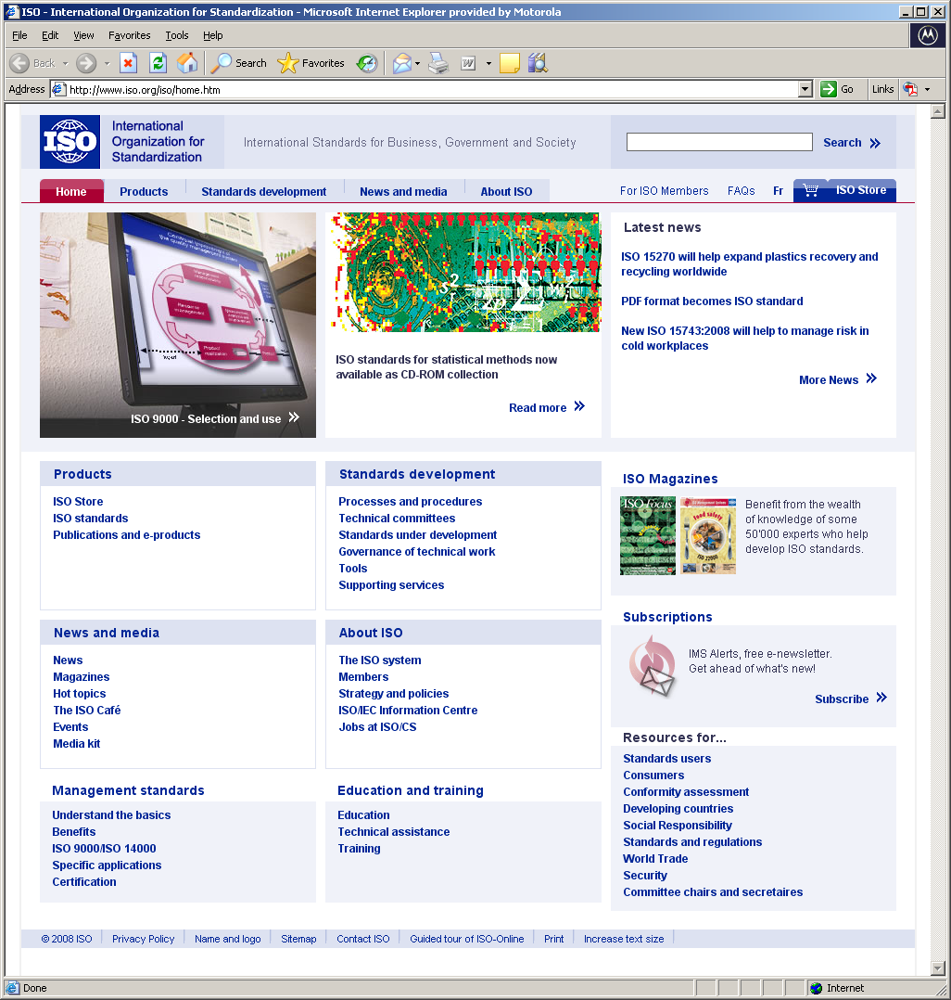 ISO - International Organization for Standardization - Microsoft Internet Explorer provided by Motorola
File Edit View Favorites Tools Help
Back Search Favorites
Address http://www.iso.org/iso/home.htm Go Links
ISO
International
Organization for
Standardization
International Standards for Business, Government and Society
Search
Home Products Standards development News and media About ISO For ISO Members FAQs Fr ISO Store
ISO 9000 - Selection and use
ISO standards for statistical methods now
available as CD-ROM collection
Read more
Latest news
ISO 15270 will help expand plastics recovery and
recycling worldwide
PDF format becomes ISO standard
New ISO 15743:2008 will help to manage risk in
cold workplaces
More News
Products
ISO Store
ISO standards
Publications and e-products
Standards development
Processes and procedures
Technical committees
Standards under development
Governance of technical work
Tools
Supporting services
ISO Magazines
ISO Focus
Food safety
ISO 22000
Benefit from the wealth
of knowledge of some
50'000 experts who help
develop ISO standards.
News and media
News
Magazines
Hot topics
The ISO Café
Events
Media kit
About ISO
The ISO system
Members
Strategy and policies
ISO/IEC Information Centre
Jobs at ISO/CS
Subscriptions
IMS Alerts, free e-newsletter.
Get ahead of what's new!
Subscribe
Management standards
Understand the basics
Benefits
ISO 9000/ISO 14000
Specific applications
Certification
Education and training
Education
Technical assistance
Training
Resources for...
Standards users
Consumers
Conformity assessment
Developing countries
Social Responsibility
Standards and regulations
World Trade
Security
Committee chairs and secretaires
© 2008 ISO Privacy Policy Name and logo Sitemap Contact ISO Guided tour of ISO-Online Print Increase text size
Done Internet